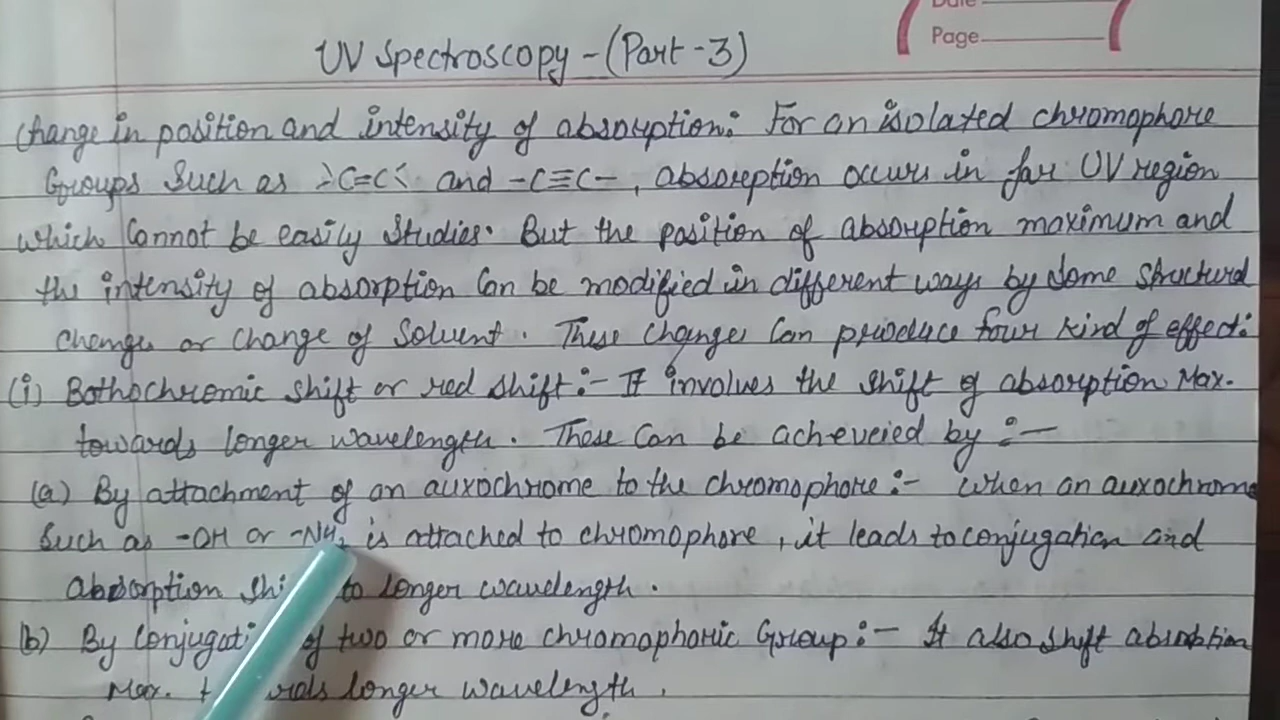 Date
Page
UV Spectroscopy - (Part - 3)
Change in position and intensity of absorption: For an isolated chromophore
Groups Such as >C=C< and -C≡C-, absorption occurs in far UV region
which Cannot be easily Studies. But the position of absorption maximum and
the intensity of absorption Can be modified in different ways by Some Structural
Changes or Change of Solvent. These Changes Can produce four kind of effect:
(i) Bathochromic shift or red shift:- It involves the shift of absorption Max.
towards longer wavelength. These Can be acheveied by :-
(a) By attachment of an auxochrome to the chromophore:- When an auxochrome
Such as -OH or -NH2 is attached to chromophore, it leads to conjugation and
absorption shi to longer wavelength.
(b) By Conjugati of two or more chromophoric Group:- It also shift absorbtion
Max. t wards longer wavelength.